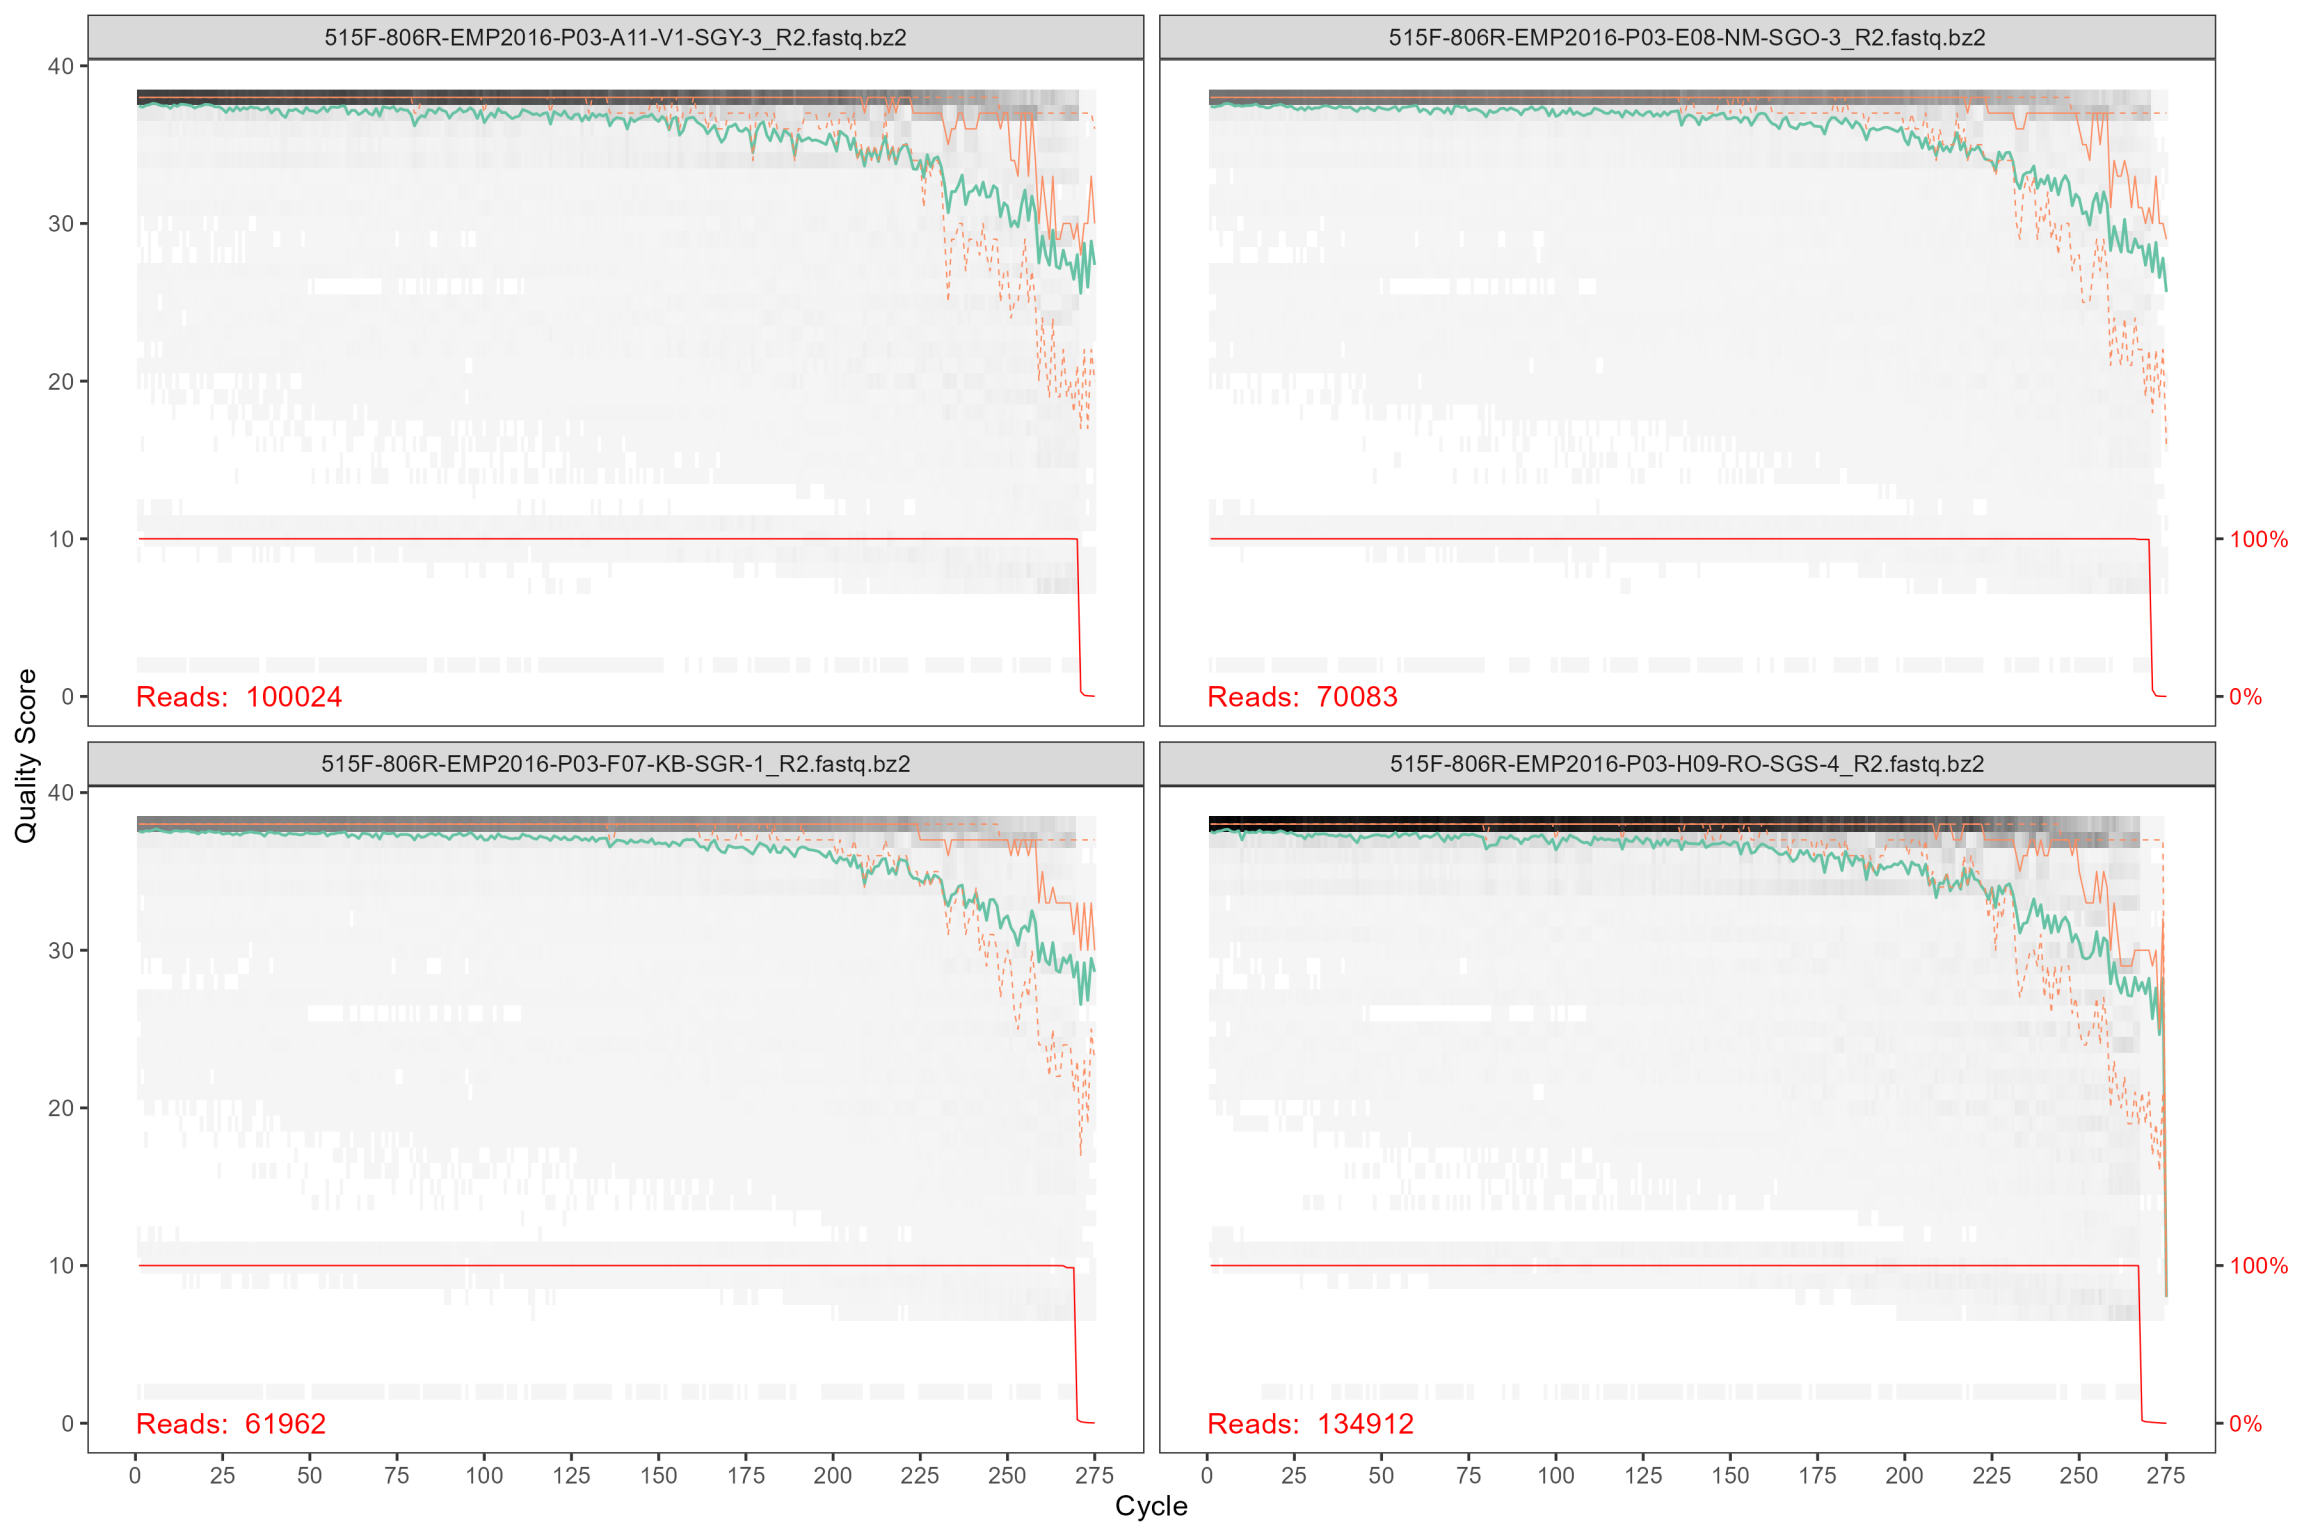 515F-806R-EMP2016-P03-A11-V1-SGY-3_R2.fastq.bz2
515F-806R-EMP2016-P03-E08-NM-SGO-3_R2.fastq.bz2
40
30
20
10
0
Reads: 100024
Reads: 70083
100%
0%
515F-806R-EMP2016-P03-F07-KB-SGR-1_R2.fastq.bz2
515F-806R-EMP2016-P03-H09-RO-SGS-4_R2.fastq.bz2
Quality Score
40
30
20
10
0
Reads: 61962
Reads: 134912
100%
0%
0 25 50 75 100 125 150 175 200 225 250 275
0 25 50 75 100 125 150 175 200 225 250 275
Cycle